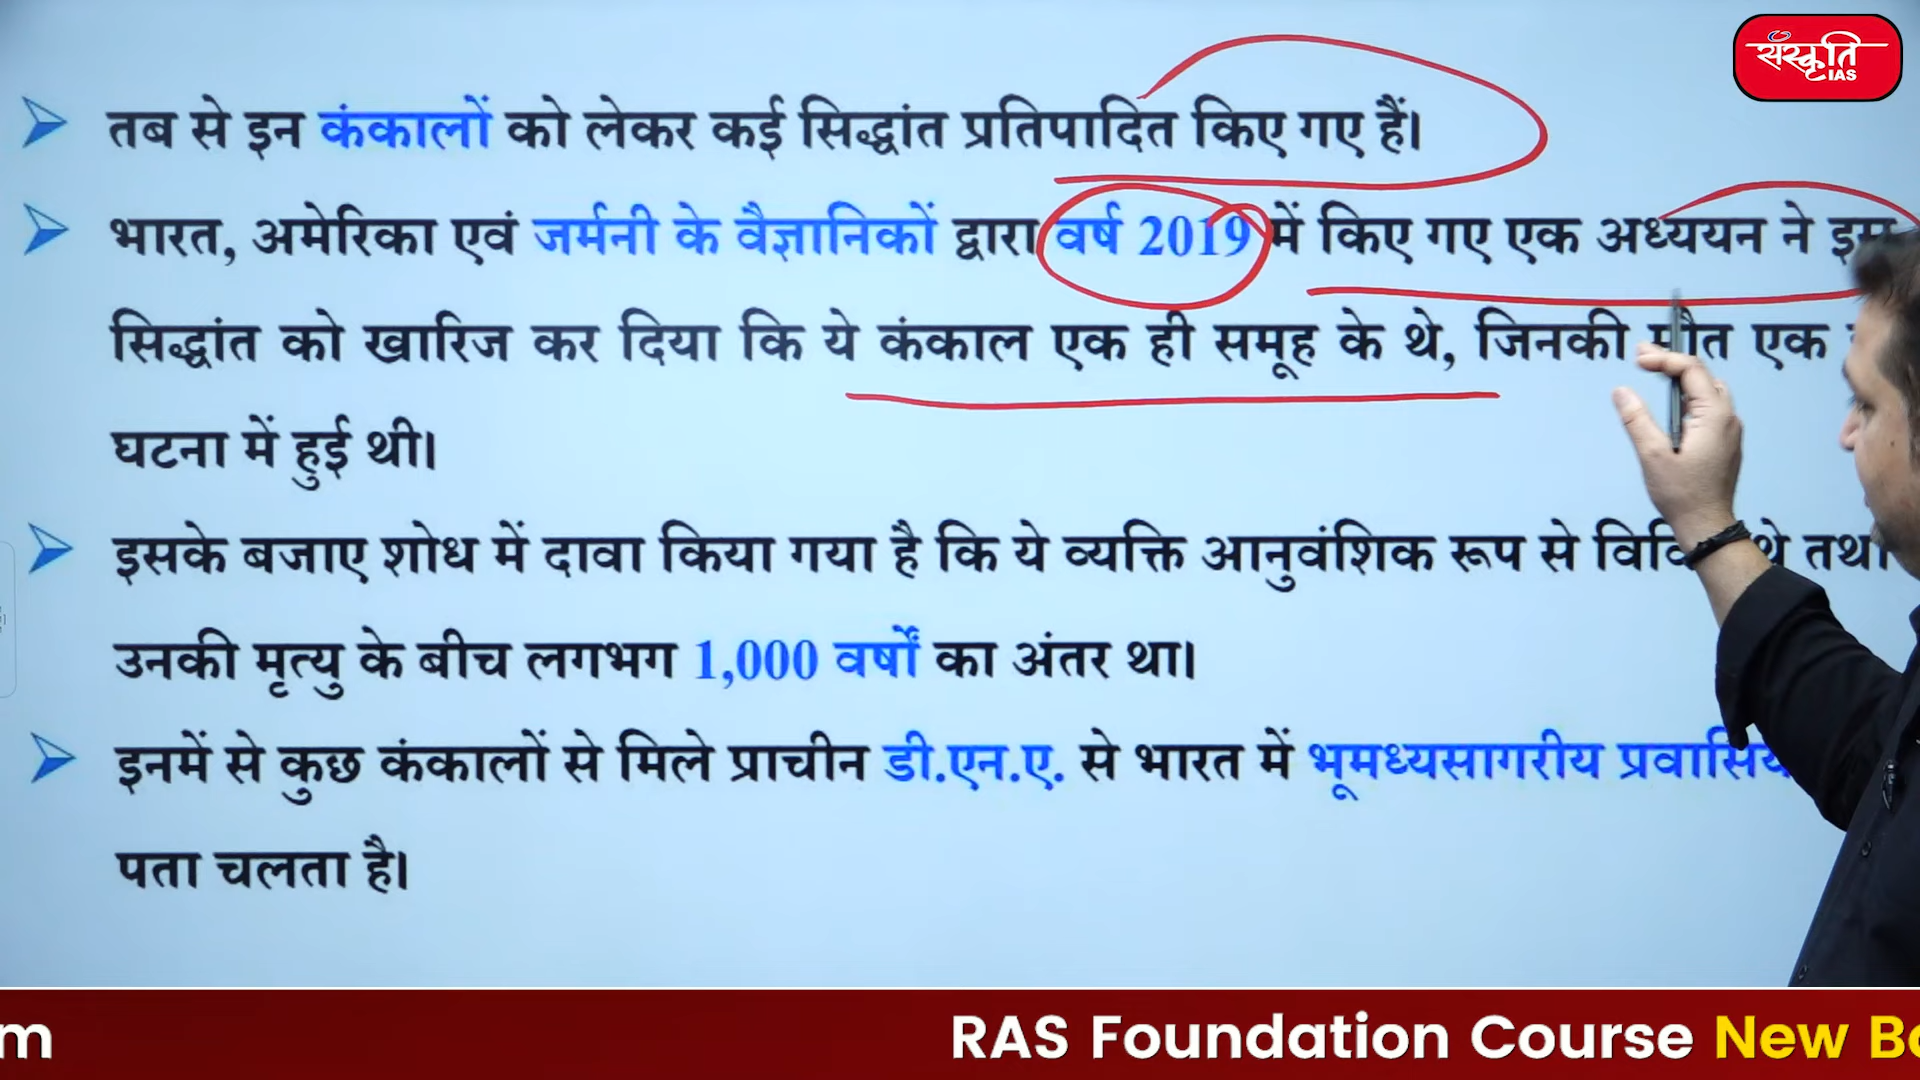 संस्कृति
IAS
तब से इन कंकालों को लेकर कई सिद्धांत प्रतिपादित किए गए हैं।
भारत, अमेरिका एवं जर्मनी के वैज्ञानिकों द्वारा वर्ष 2019 में किए गए एक अध्ययन ने इस
सिद्धांत को खारिज कर दिया कि ये कंकाल एक ही समूह के थे, जिनकी मौत एक
घटना में हुई थी।
इसके बजाए शोध में दावा किया गया है कि ये व्यक्ति आनुवंशिक रूप से थे तथा
उनकी मृत्यु के बीच लगभग 1,000 वर्षों का अंतर था।
इनमें से कुछ कंकालों से मिले प्राचीन डी.एन.ए. से भारत में भूमध्यसागरीय
पता चलता है।
m RAS Foundation Course New